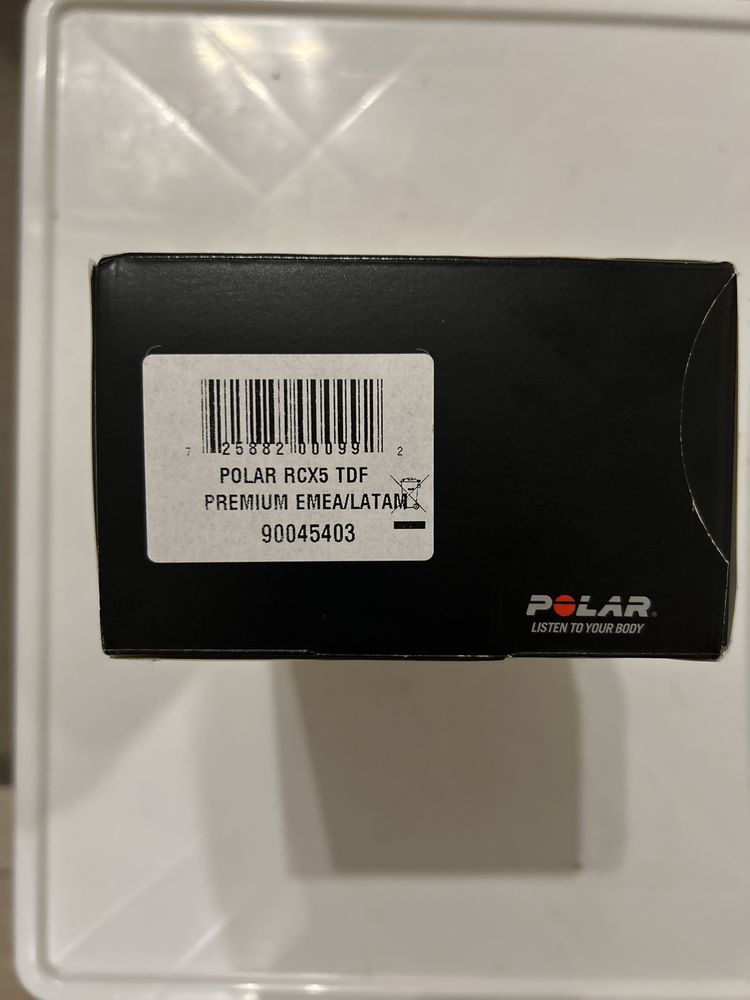 7 25882 00099 2
POLAR RCX5 TDF
PREMIUM EMEA/LATAM
90045403
POLAR®
LISTEN TO YOUR BODY